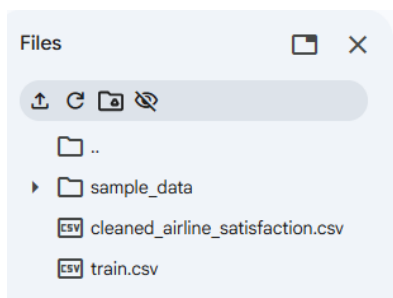 Files
..
sample_data
CSV cleaned_airline_satisfaction.csv
CSV train.csv